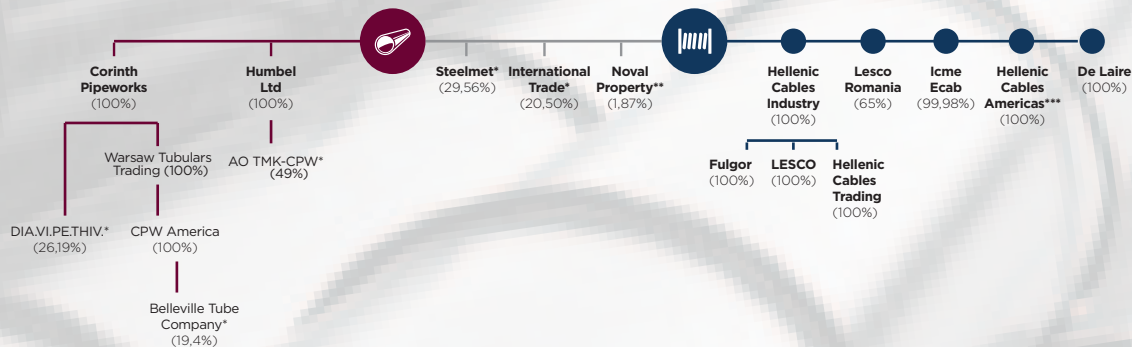 Corinth
Pipeworks
(100%)
Humbel
Ltd
(100%)
Steelmet*
(29,56%)
International
Trade*
(20,50%)
Noval
Property**
(1,87%)
Hellenic
Cables
Industry
(100%)
Lesco
Romania
(65%)
Icme
Ecab
(99,98%)
Hellenic
Cables
Americas***
(100%)
De Laire
(100%)
Warsaw Tubulars
Trading (100%)
AO TMK-CPW*
(49%)
Fulgor
(100%)
LESCO
(100%)
Hellenic
Cables
Trading
(100%)
DIA.VI.PE.THIV.*
(26,19%)
CPW America
(100%)
Belleville Tube
Company*
(19,4%)